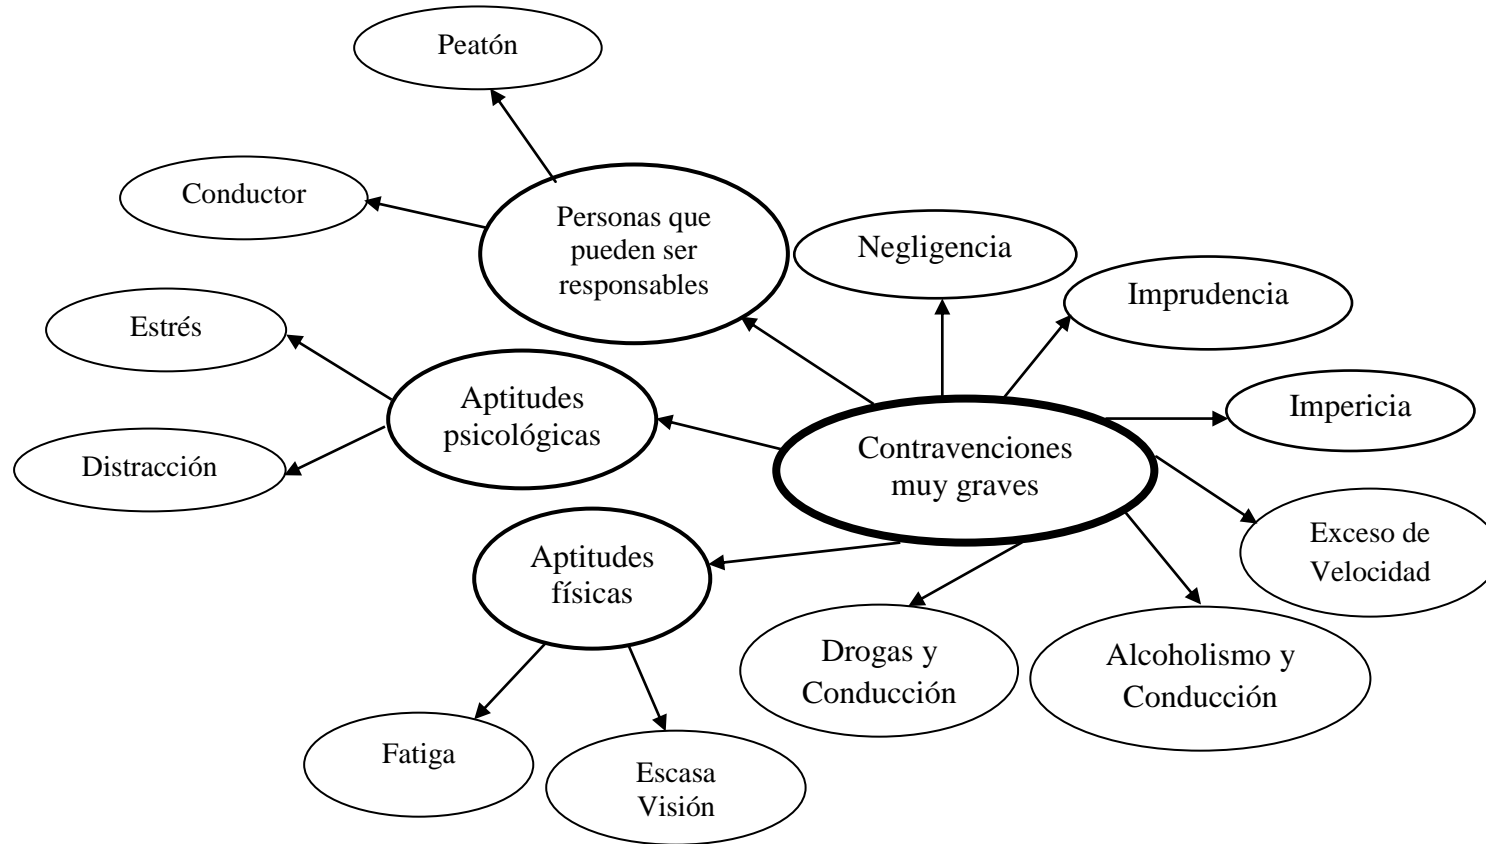 Peatón
Conductor
Personas que
pueden ser
responsables
Negligencia
Imprudencia
Estrés
Aptitudes
psicológicas
Impericia
Distracción
Contravenciones
muy graves
Aptitudes
físicas
Exceso de
Velocidad
Drogas y
Conducción
Alcoholismo y
Conducción
Fatiga
Escasa
Visión